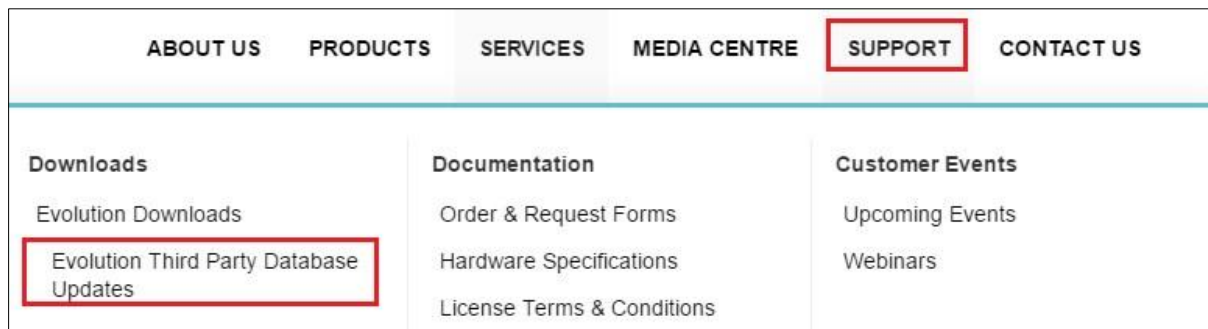 ABOUT US PRODUCTS SERVICES MEDIA CENTRE SUPPORT CONTACT US
Downloads
Evolution Downloads
Evolution Third Party Database
Updates
Documentation
Order & Request Forms
Hardware Specifications
License Terms & Conditions
Customer Events
Upcoming Events
Webinars